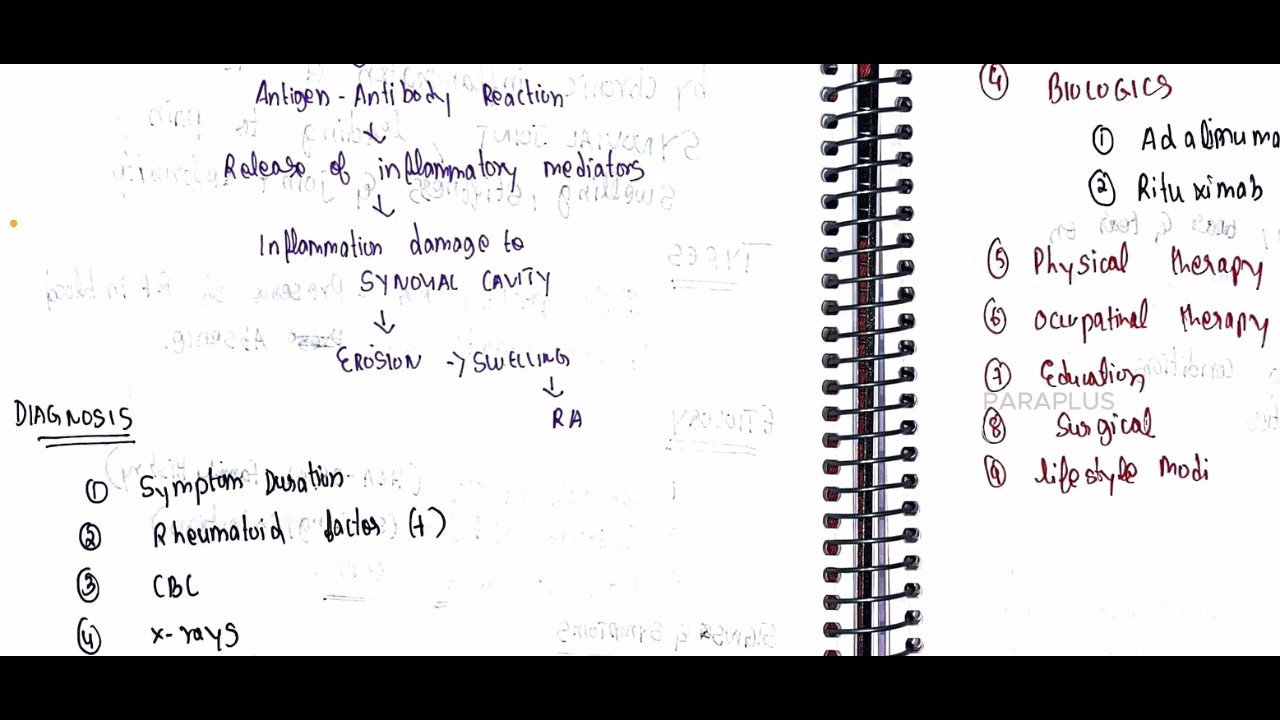 Antigen - Antibody Reaction
↓
Release of inflammatory mediators
↓
Inflammation damage to
SYNOVAL CAVITY
↓
EROSION -> SWELLING
↓
RA
DIAGNOSIS
① Symptom Duration
② Rheumatoid factor (+)
③ CBC
④ x-rays
④ BIOLOGICS
① Adalimuma
② Rituximab
⑤ Physical therapy
⑥ Occupatinal therapy
⑦ Education
PARAPLUS
⑧ Surgical
⑨ lifestyle Modi